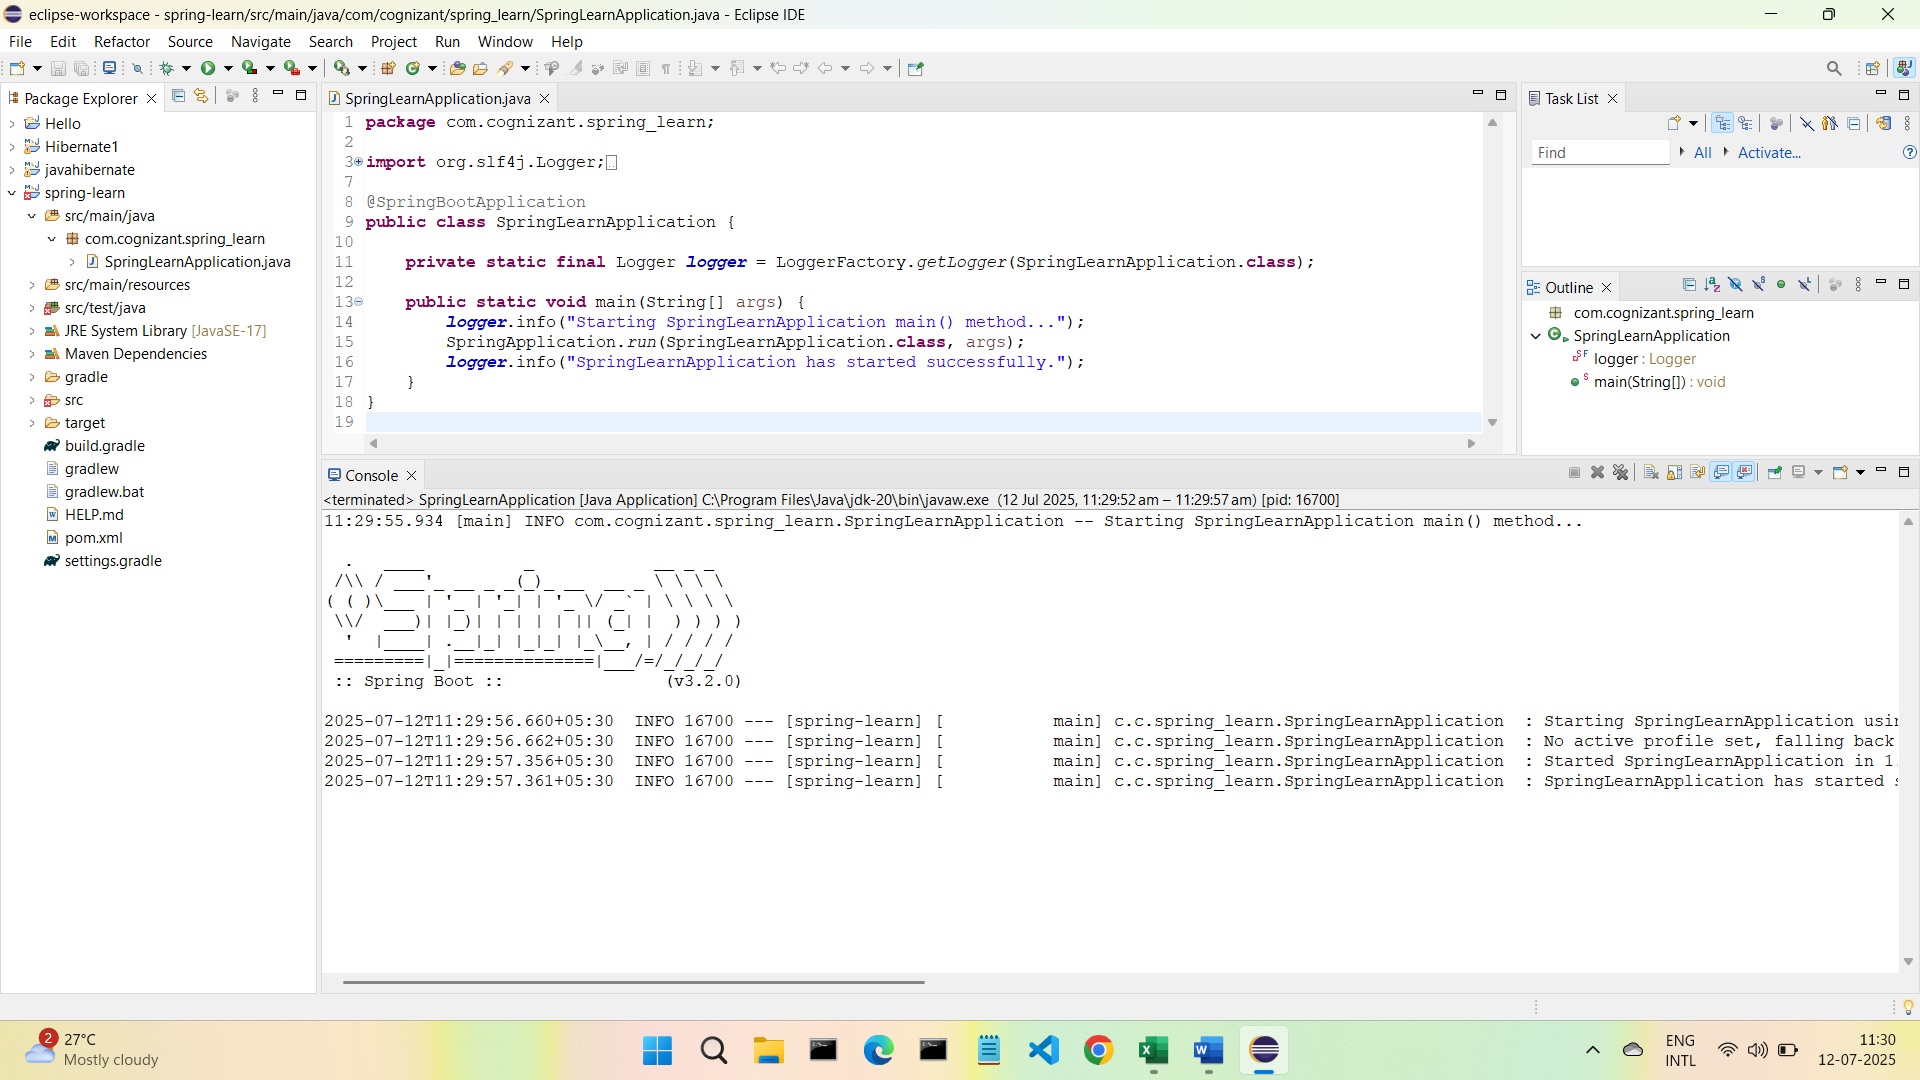 eclipse-workspace - spring-learn/src/main/java/com/cognizant/spring_learn/SpringLearnApplication.java - Eclipse IDE
File Edit Refactor Source Navigate Search Project Run Window Help
Package Explorer
Hello
Hibernate1
javahibernate
spring-learn
src/main/java
com.cognizant.spring_learn
SpringLearnApplication.java
src/main/resources
src/test/java
JRE System Library [JavaSE-17]
Maven Dependencies
gradle
src
target
build.gradle
gradlew
gradlew.bat
HELP.md
pom.xml
settings.gradle
SpringLearnApplication.java
1 package com.cognizant.spring_learn;
2
3 import org.slf4j.Logger;
7
8 @SpringBootApplication
9 public class SpringLearnApplication {
10
11     private static final Logger logger = LoggerFactory.getLogger(SpringLearnApplication.class);
12
13     public static void main(String[] args) {
14         logger.info("Starting SpringLearnApplication main() method...");
15         SpringApplication.run(SpringLearnApplication.class, args);
16         logger.info("SpringLearnApplication has started successfully.");
17     }
18 }
19
Task List
Find
All
Activate...
Outline
com.cognizant.spring_learn
SpringLearnApplication
logger : Logger
main(String[]) : void
Console
<terminated> SpringLearnApplication [Java Application] C:\Program Files\Java\jdk-20\bin\javaw.exe (12 Jul 2025, 11:29:52 am – 11:29:57 am) [pid: 16700]
11:29:55.934 [main] INFO com.cognizant.spring_learn.SpringLearnApplication -- Starting SpringLearnApplication main() method...
  .   ____          _            __ _ _
 /\\ / ___'_ __ _ _(_)_ __  __ _ \ \ \ \
( ( )\___ | '_ | '_| | '_ \/ _` | \ \ \ \
 \\/  ___)| |_)| | | | | || (_| |  ) ) ) )
  '  |____| .__|_| |_|_| |_\__, | / / / /
 =========|_|==============|___/=/_/_/_/
 :: Spring Boot ::                (v3.2.0)
2025-07-12T11:29:56.660+05:30  INFO 16700 --- [spring-learn] [           main] c.c.spring_learn.SpringLearnApplication  : Starting SpringLearnApplication usin
2025-07-12T11:29:56.662+05:30  INFO 16700 --- [spring-learn] [           main] c.c.spring_learn.SpringLearnApplication  : No active profile set, falling back
2025-07-12T11:29:57.356+05:30  INFO 16700 --- [spring-learn] [           main] c.c.spring_learn.SpringLearnApplication  : Started SpringLearnApplication in 1.
2025-07-12T11:29:57.361+05:30  INFO 16700 --- [spring-learn] [           main] c.c.spring_learn.SpringLearnApplication  : SpringLearnApplication has started s
2
27°C
Mostly cloudy
ENG
INTL
11:30
12-07-2025